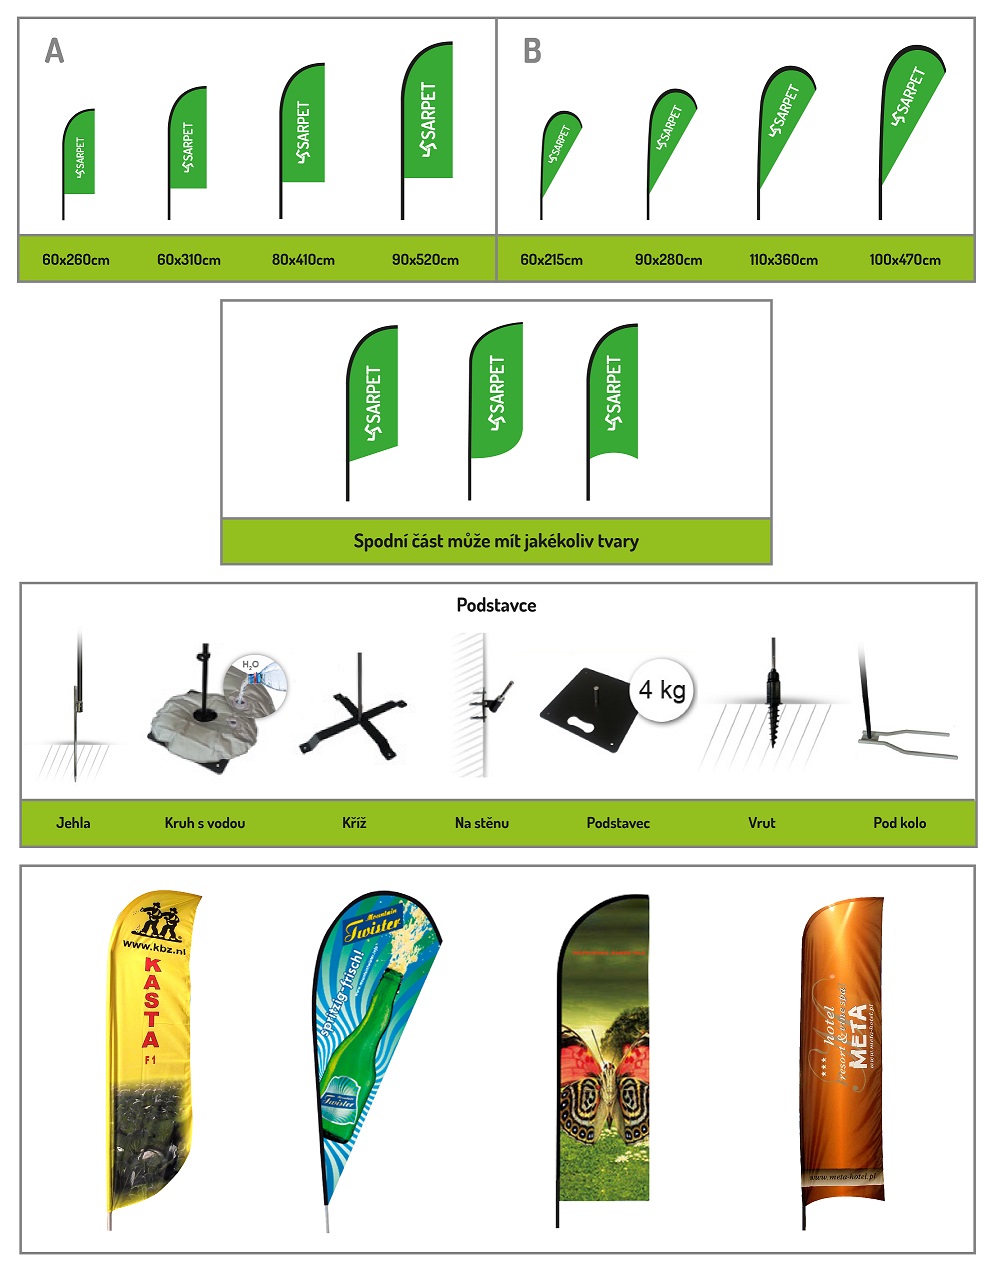 A
B
SARPET
SARPET
SARPET
SARPET
SARPET
SARPET
SARPET
SARPET
60x260cm
60x310cm
80x410cm
90x520cm
60x215cm
90x280cm
110x360cm
100x470cm
SARPET
SARPET
SARPET
Spodní část může mít jakékoliv tvary
Podstavce
H₂O
4 kg
Jehla
Kruh s vodou
Kříž
Na stěnu
Podstavec
Vrut
Pod kolo
www.kbz.nl
KASTA
F1
Mountain
Twister
spritzig-frisch!
Mountain
Twister
hotel
resort & wine spa
META
www.meta-hotel.pl
www.meta-hotel.pl